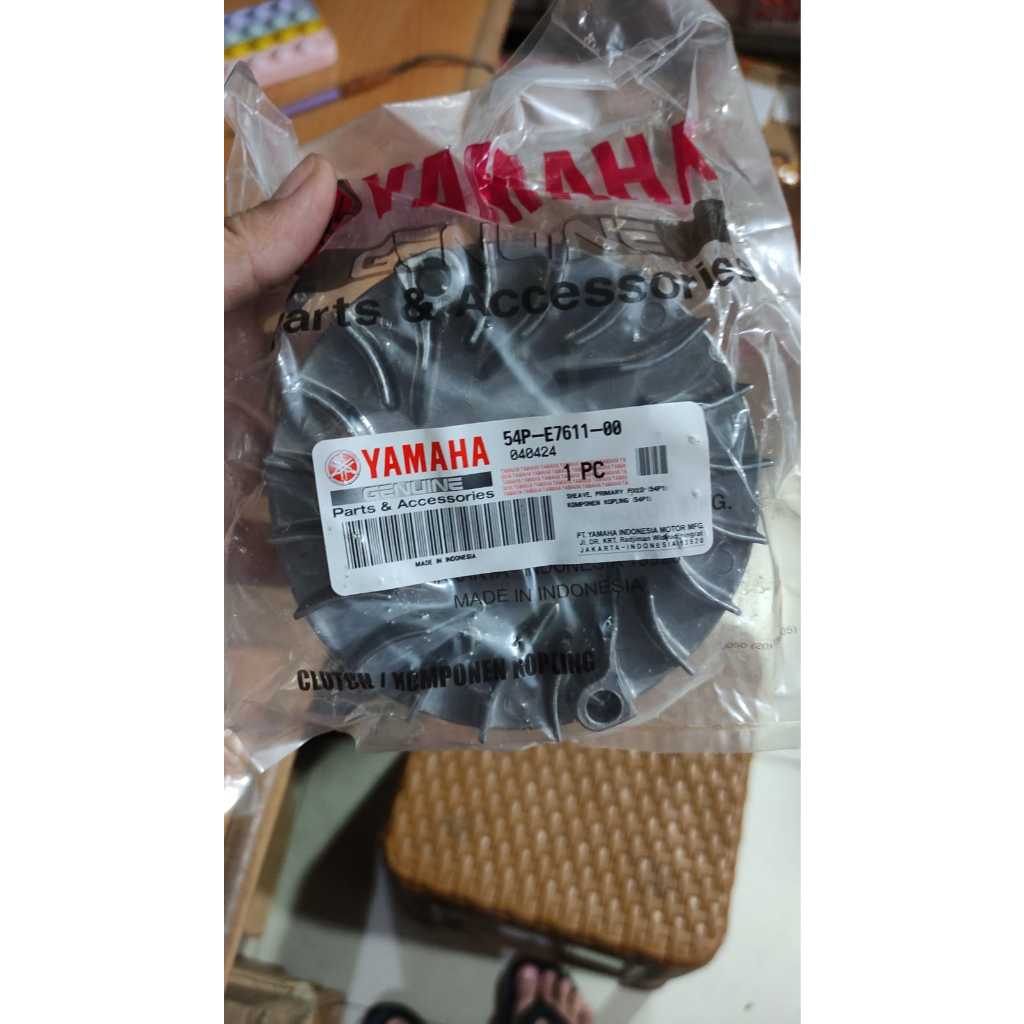 YAMAHA
GENUINE
Parts & Accessories
54P-E7611-00
040424
YAMAHA
GENUINE
Parts & Accessories
1 PC
SHEAVE, PRIMARY FIXED (54P1)
KOMPONEN KOPLING (54P1)
MADE IN INDONESIA
PT. YAMAHA INDONESIA MOTOR MFG.
JAKARTA-INDONESIA 13920
MADE IN INDONESIA
CLUTCH / KOMPONEN KOPLING